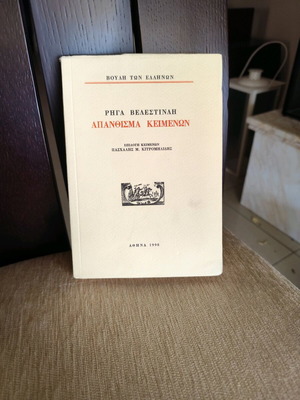 ΒΟΥΛΗ ΤΩΝ ΕΛΛΗΝΩΝ
ΡΗΓΑ ΒΕΛΕΣΤΙΝΛΗ
ΑΠΑΝΘΙΣΜΑ ΚΕΙΜΕΝΩΝ
ΕΠΙΛΟΓΗ ΚΕΙΜΕΝΩΝ
ΠΑΣΧΑΛΗΣ Μ. ΚΙΤΡΟΜΗΛΙΔΗΣ
ΑΘΗΝΑ 1998